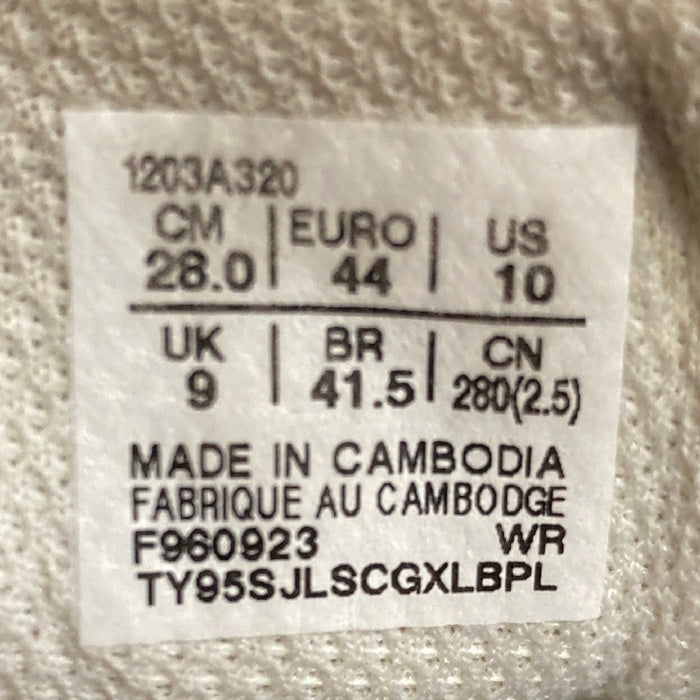 1203A320
CM | EURO | US
28.0 | 44 | 10
UK | BR | CN
9 | 41.5 | 280(2.5)
MADE IN CAMBODIA
FABRIQUE AU CAMBODGE
F960923 WR
TY95SJLSCGXLBPL